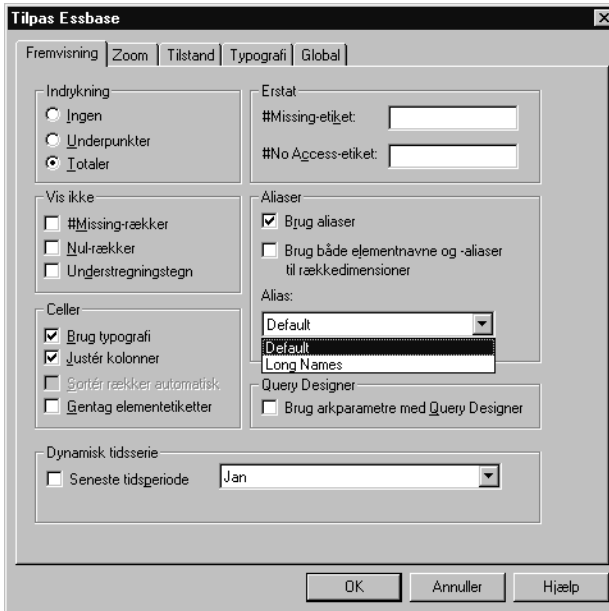 Tilpas Essbase
Fremvisning Zoom Tilstand Typografi Global
Indrykning
Ingen
Underpunkter
Totaler
Erstat
#Missing-etiket:
#No Access-etiket:
Vis ikke
#Missing-rækker
Nul-rækker
Understregningstegn
Aliaser
Brug aliaser
Brug både elementnavne og -aliaser
til rækkedimensioner
Alias:
Default
Default
Long Names
Celler
Brug typografi
Justér kolonner
Sortér rækker automatisk
Gentag elementetiketter
Query Designer
Brug arkparametre med Query Designer
Dynamisk tidsserie
Seneste tidsperiode Jan
OK Annuller Hjælp